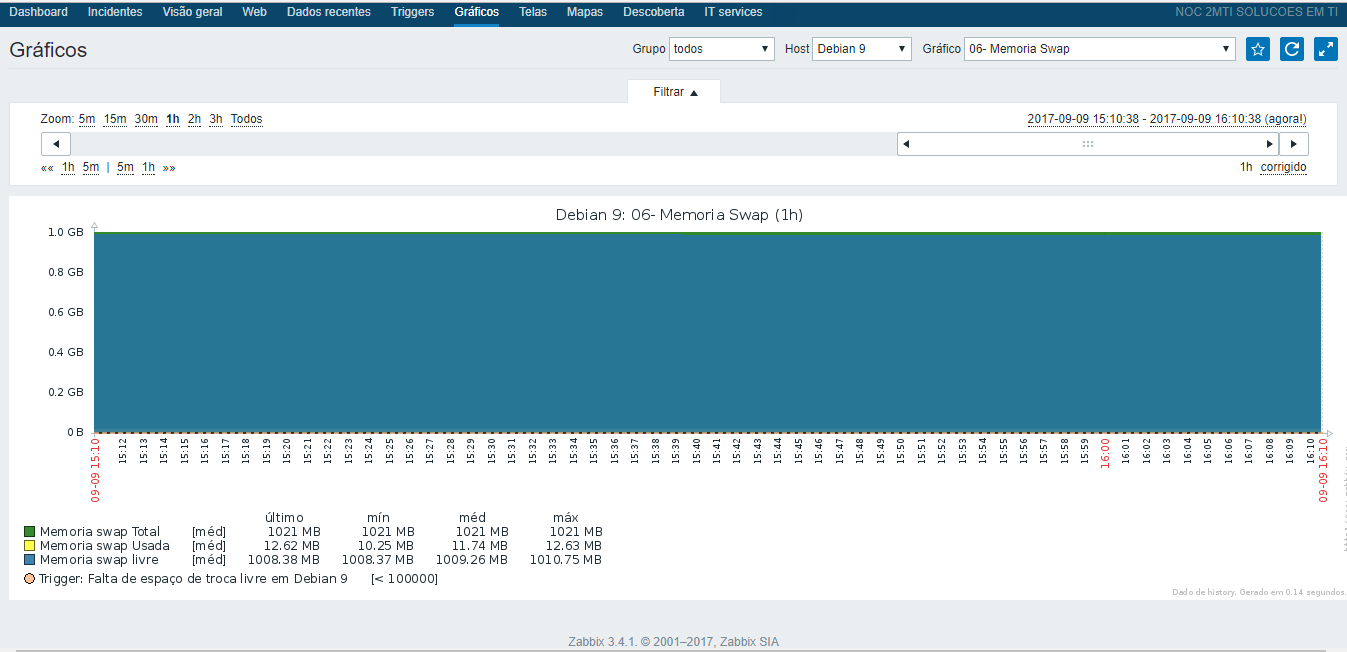 Dashboard Incidentes Visão geral Web Dados recentes Triggers Gráficos Telas Mapas Descoberta IT services NOC 2MTI SOLUCOES EM TI
Gráficos Grupo todos Host Debian 9 Gráfico 06- Memoria Swap
Filtrar ▲
Zoom: 5m 15m 30m 1h 2h 3h Todos 2017-09-09 15:10:38 - 2017-09-09 16:10:38 (agora!)
«« 1h 5m | 5m 1h »» 1h corrigido
Debian 9: 06- Memoria Swap (1h)
1.0 GB
0.8 GB
0.6 GB
0.4 GB
0.2 GB
0 B
09-09 15:10 15:12 15:13 15:14 15:15 15:16 15:17 15:18 15:19 15:20 15:21 15:22 15:23 15:24 15:25 15:26 15:27 15:28 15:29 15:30 15:31 15:32 15:33 15:34 15:35 15:36 15:37 15:38 15:39 15:40 15:41 15:42 15:43 15:44 15:45 15:46 15:47 15:48 15:49 15:50 15:51 15:52 15:53 15:54 15:55 15:56 15:57 15:58 15:59 16:00 16:01 16:02 16:03 16:04 16:05 16:06 16:07 16:08 16:09 16:10 09-09 16:10
último mín méd máx
Memoria swap Total [méd] 1021 MB 1021 MB 1021 MB 1021 MB
Memoria swap Usada [méd] 12.62 MB 10.25 MB 11.74 MB 12.63 MB
Memoria swap livre [méd] 1008.38 MB 1008.37 MB 1009.26 MB 1010.75 MB
Trigger: Falta de espaço de troca livre em Debian 9 [< 100000]
Dado de history. Gerado em 0.14 segundos.
Zabbix 3.4.1. © 2001–2017, Zabbix SIA